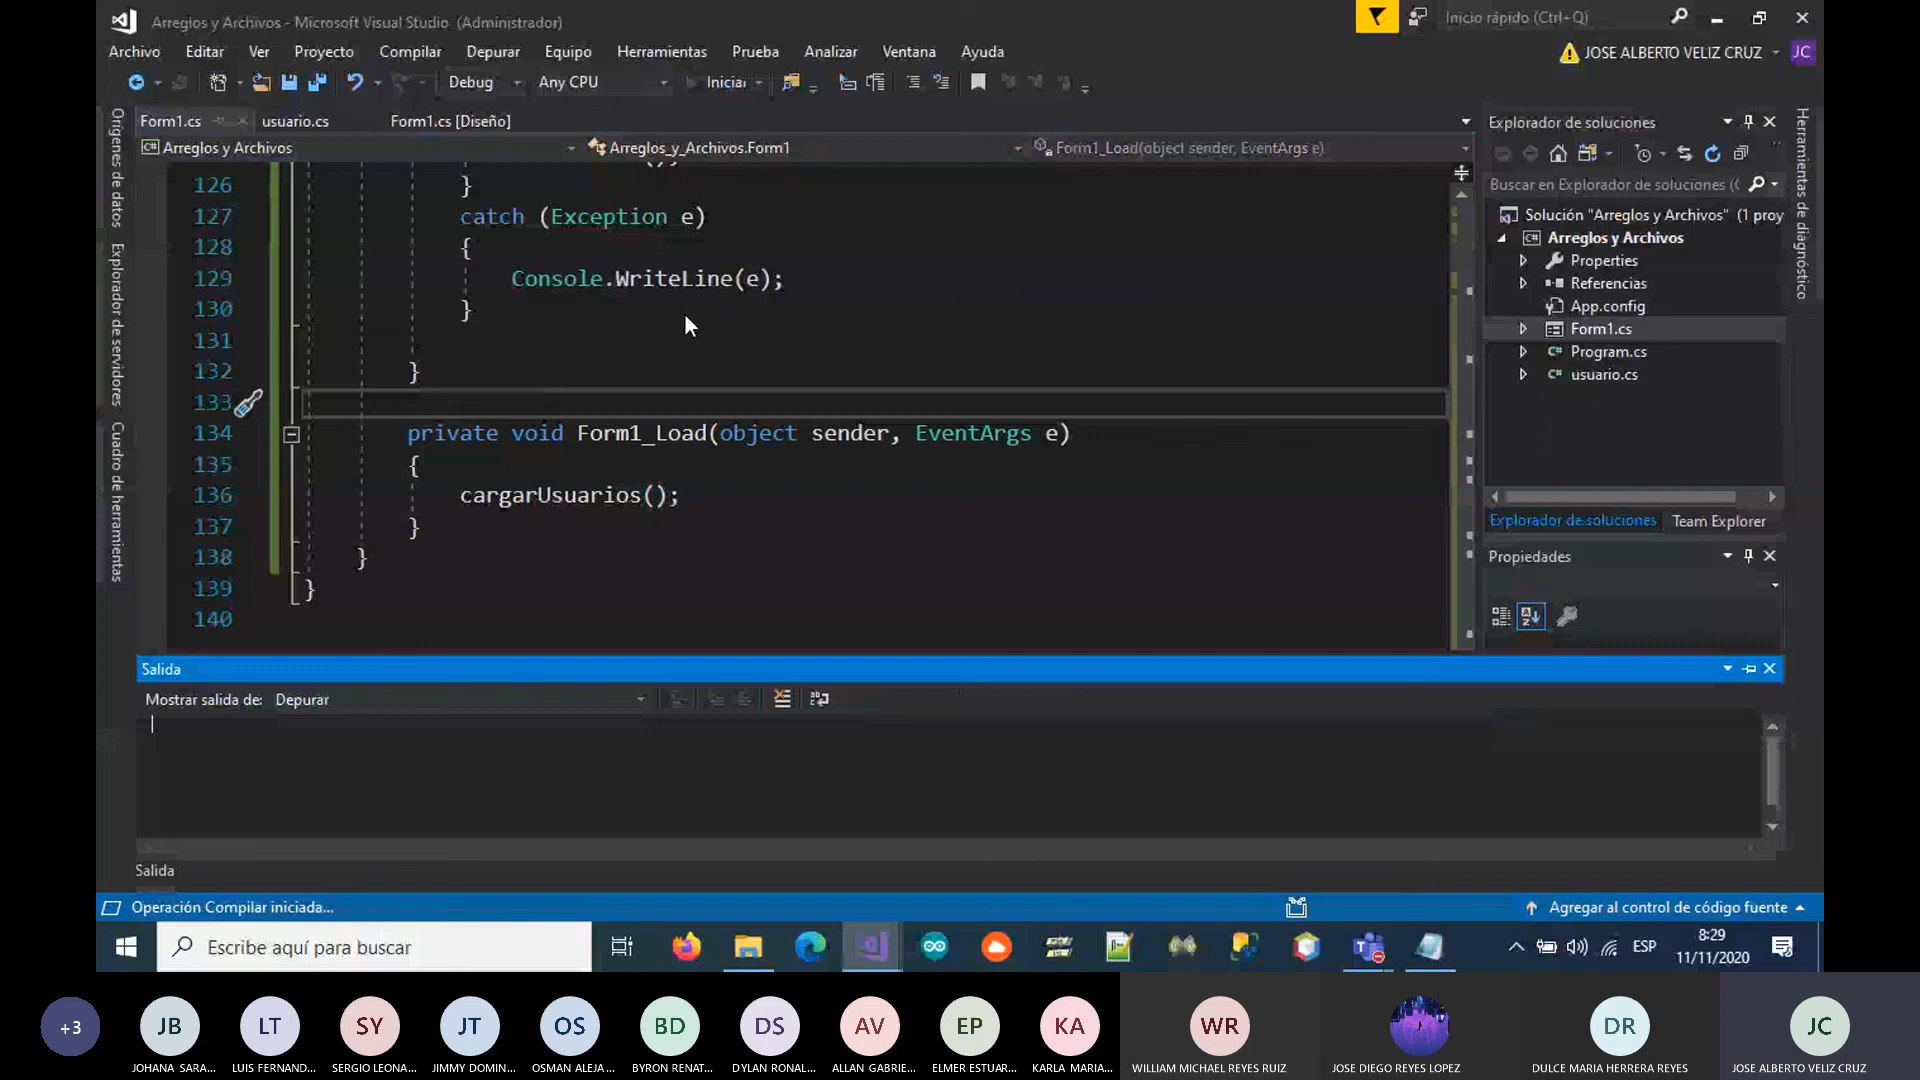 Arregios y Archivos - Microsoft Visual Studio (Administrador)
Inicio rápido (Ctrl+Q)
Archivo Editar Ver Proyecto Compilar Depurar Equipo Herramientas Prueba Analizar Ventana Ayuda
JOSE ALBERTO VELIZ CRUZ JC
Debug Any CPU Iniciar
Form1.cs usuario.cs Form1.cs [Diseño]
Arreglos y Archivos Arreglos_y_Archivos.Form1 Form1_Load(object sender, EventArgs e)
Orígenes de datos
Explorador de servidores
Cuadro de herramientas
();
126 }
127 catch (Exception e)
128 {
129 Console.WriteLine(e);
130 }
131
132 }
133
134 private void Form1_Load(object sender, EventArgs e)
135 {
136 cargarUsuarios();
137 }
138 }
139 }
140
Explorador de soluciones
Buscar en Explorador de soluciones (C
Solución "Arreglos y Archivos" (1 proy
Arreglos y Archivos
Properties
Referencias
App.config
Form1.cs
Program.cs
usuario.cs
Explorador de soluciones Team Explorer
Propiedades
Herramientas de diagnóstico
Salida
Mostrar salida de: Depurar
Salida
Operación Compilar iniciada...
Agregar al control de código fuente
Escribe aquí para buscar
ESP
8:29
11/11/2020
+3 JB LT SY JT OS BD DS AV EP KA WR J DR JC
JOHANA SARA... LUIS FERNAND... SERGIO LEONA... JIMMY DOMIN... OSMAN ALEJA... BYRON RENAT... DYLAN RONAL... ALLAN GABRIE... ELMER ESTUAR... KARLA MARIA... WILLIAM MICHAEL REYES RUIZ JOSE DIEGO REYES LOPEZ DULCE MARIA HERRERA REYES JOSE ALBERTO VELIZ CRUZ